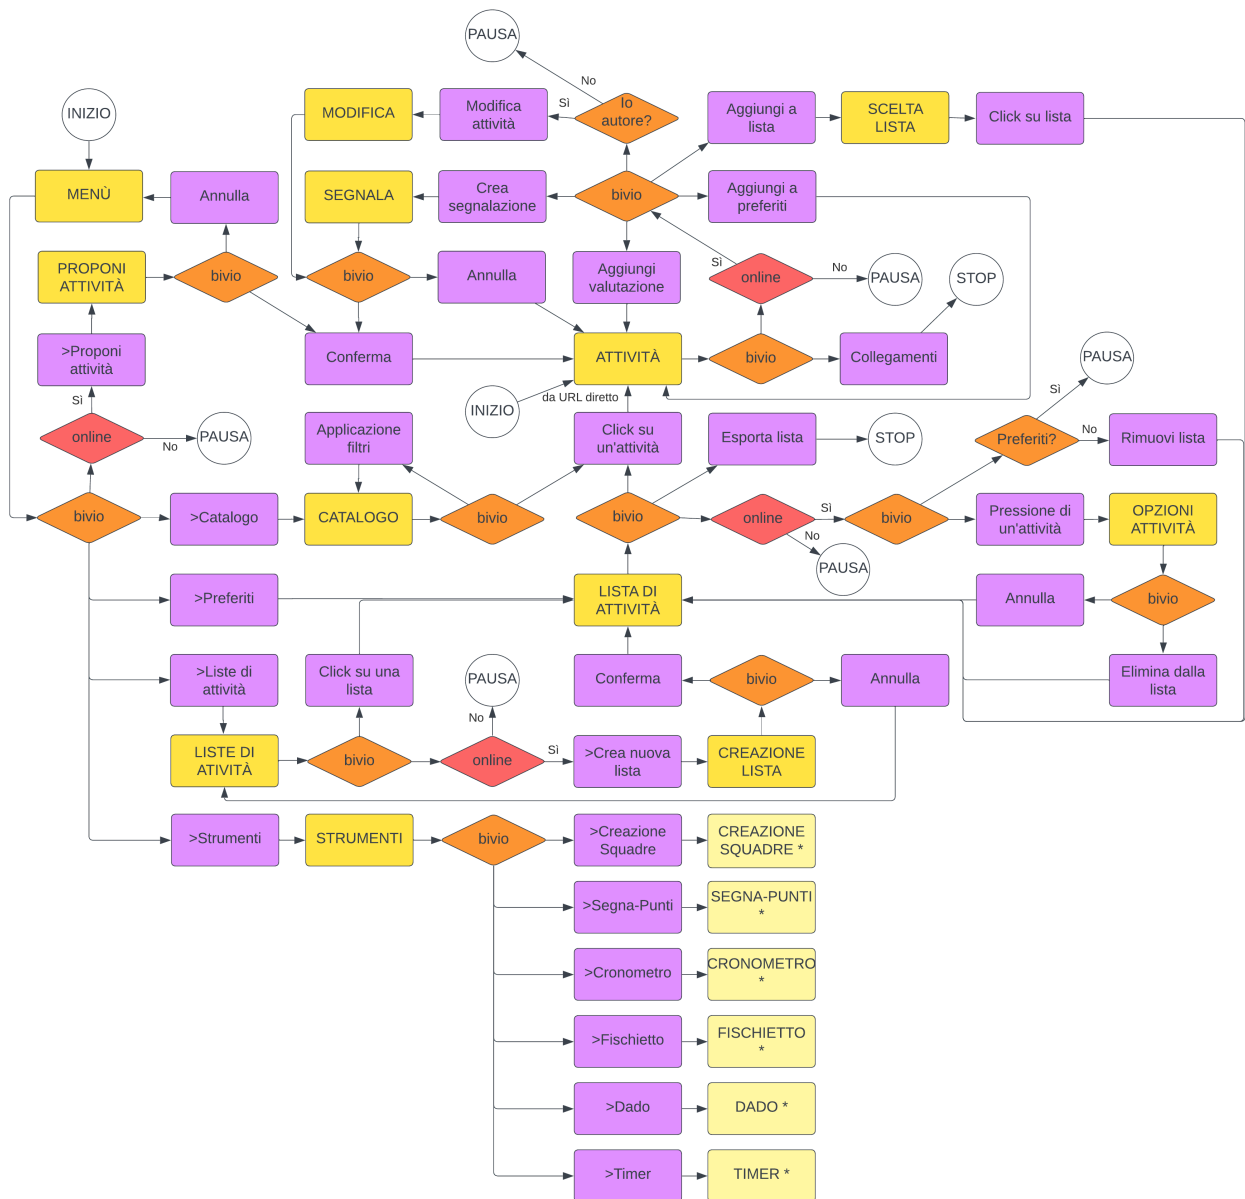 PAUSA
No
Sì
MODIFICA
Modifica
attività
Io
autore?
Aggiungi a
lista
SCELTA
LISTA
Click su lista
INIZIO
MENÙ
Annulla
SEGNALA
Crea
segnalazione
bivio
Aggiungi a
preferiti
PROPONI
ATTIVITÀ
bivio
bivio
Annulla
Aggiungi
valutazione
Sì
online
No
PAUSA
STOP
>Proponi
attività
Conferma
ATTIVITÀ
bivio
Collegamenti
PAUSA
Sì
INIZIO
da URL diretto
Sì
online
No
PAUSA
Applicazione
filtri
Click su
un'attività
Esporta lista
STOP
Preferiti?
No
Rimuovi lista
bivio
>Catalogo
CATALOGO
bivio
bivio
online
Sì
No
PAUSA
bivio
Pressione di
un'attività
OPZIONI
ATTIVITÀ
>Preferiti
LISTA DI
ATTIVITÀ
Annulla
bivio
>Liste di
attività
Click su una
lista
PAUSA
No
Conferma
bivio
Annulla
Elimina dalla
lista
LISTE DI
ATIVITÀ
bivio
online
Sì
>Crea nuova
lista
CREAZIONE
LISTA
>Strumenti
STRUMENTI
bivio
>Creazione
Squadre
CREAZIONE
SQUADRE *
>Segna-Punti
SEGNA-PUNTI
*
>Cronometro
CRONOMETRO
*
>Fischietto
FISCHIETTO
*
>Dado
DADO *
>Timer
TIMER *